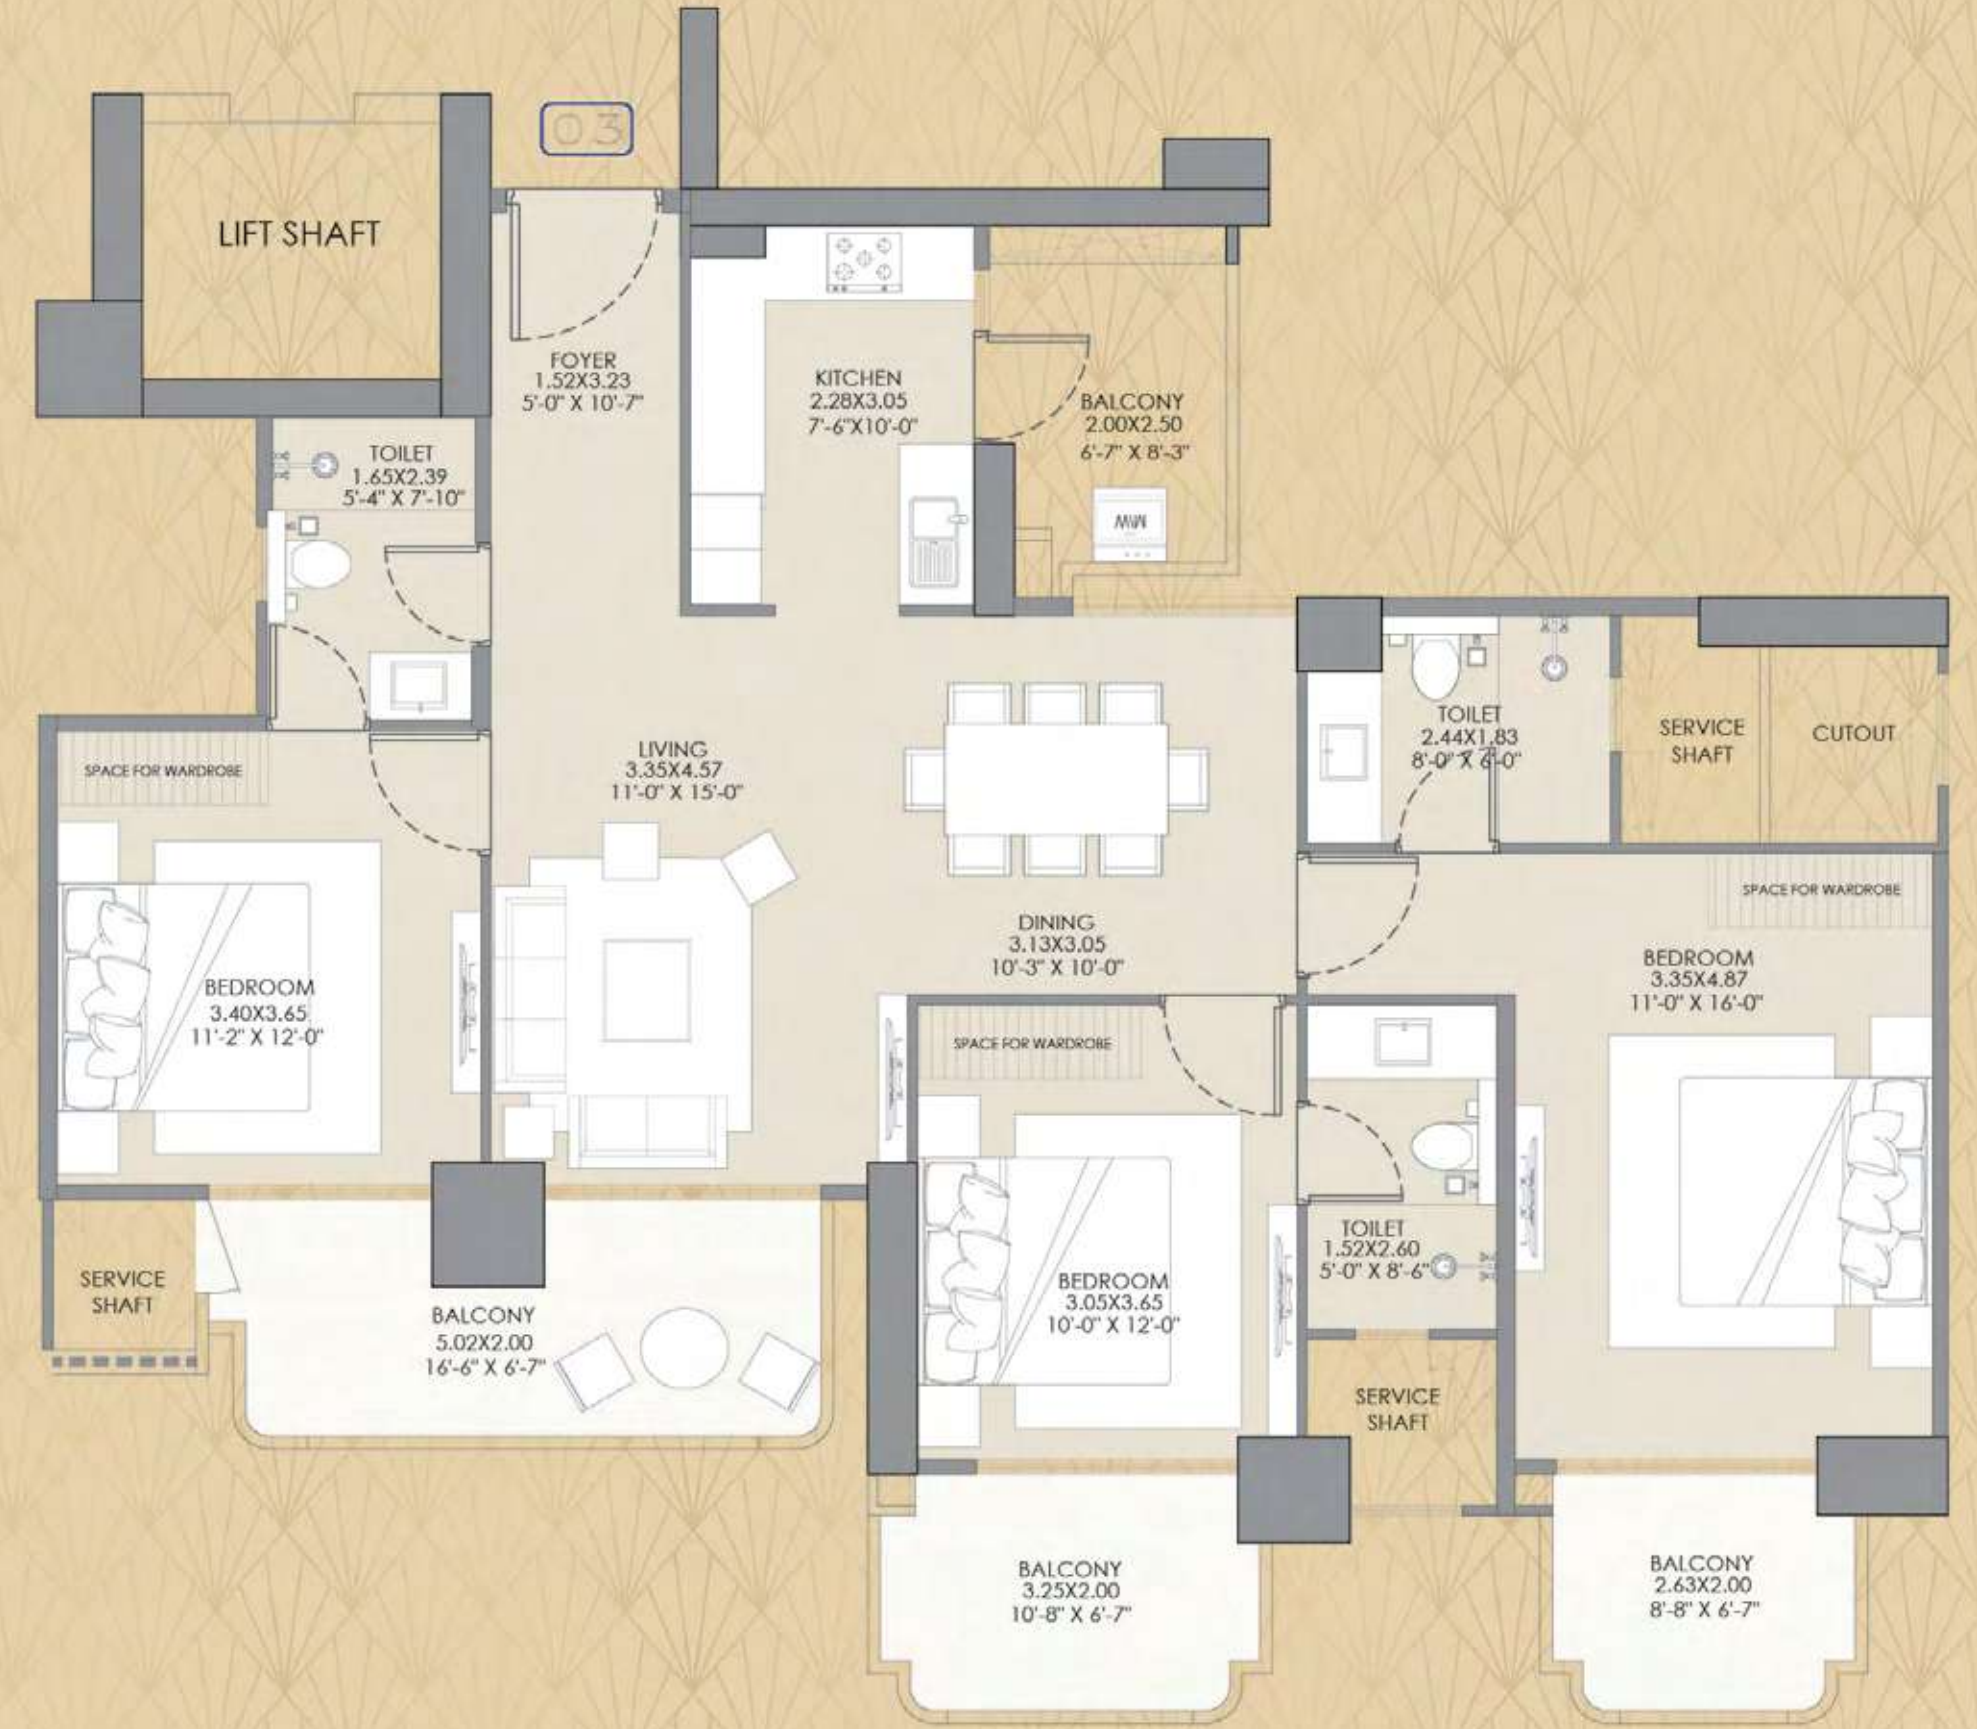 03
LIFT SHAFT
FOYER
1.52X3.23
5'-0" X 10'-7"
KITCHEN
2.28X3.05
7'-6"X10'-0"
BALCONY
2.00X2.50
6'-7" X 8'-3"
MW
TOILET
1.65X2.39
5'-4" X 7'-10"
SPACE FOR WARDROBE
LIVING
3.35X4.57
11'-0" X 15'-0"
TOILET
2.44X1.83
8'-0" X 6'-0"
SERVICE
SHAFT
CUTOUT
SPACE FOR WARDROBE
DINING
3.13X3.05
10'-3" X 10'-0"
BEDROOM
3.35X4.87
11'-0" X 16'-0"
BEDROOM
3.40X3.65
11'-2" X 12'-0"
SPACE FOR WARDROBE
TOILET
1.52X2.60
5'-0" X 8'-6"
BEDROOM
3.05X3.65
10'-0" X 12'-0"
SERVICE
SHAFT
BALCONY
5.02X2.00
16'-6" X 6'-7"
SERVICE
SHAFT
BALCONY
3.25X2.00
10'-8" X 6'-7"
BALCONY
2.63X2.00
8'-8" X 6'-7"